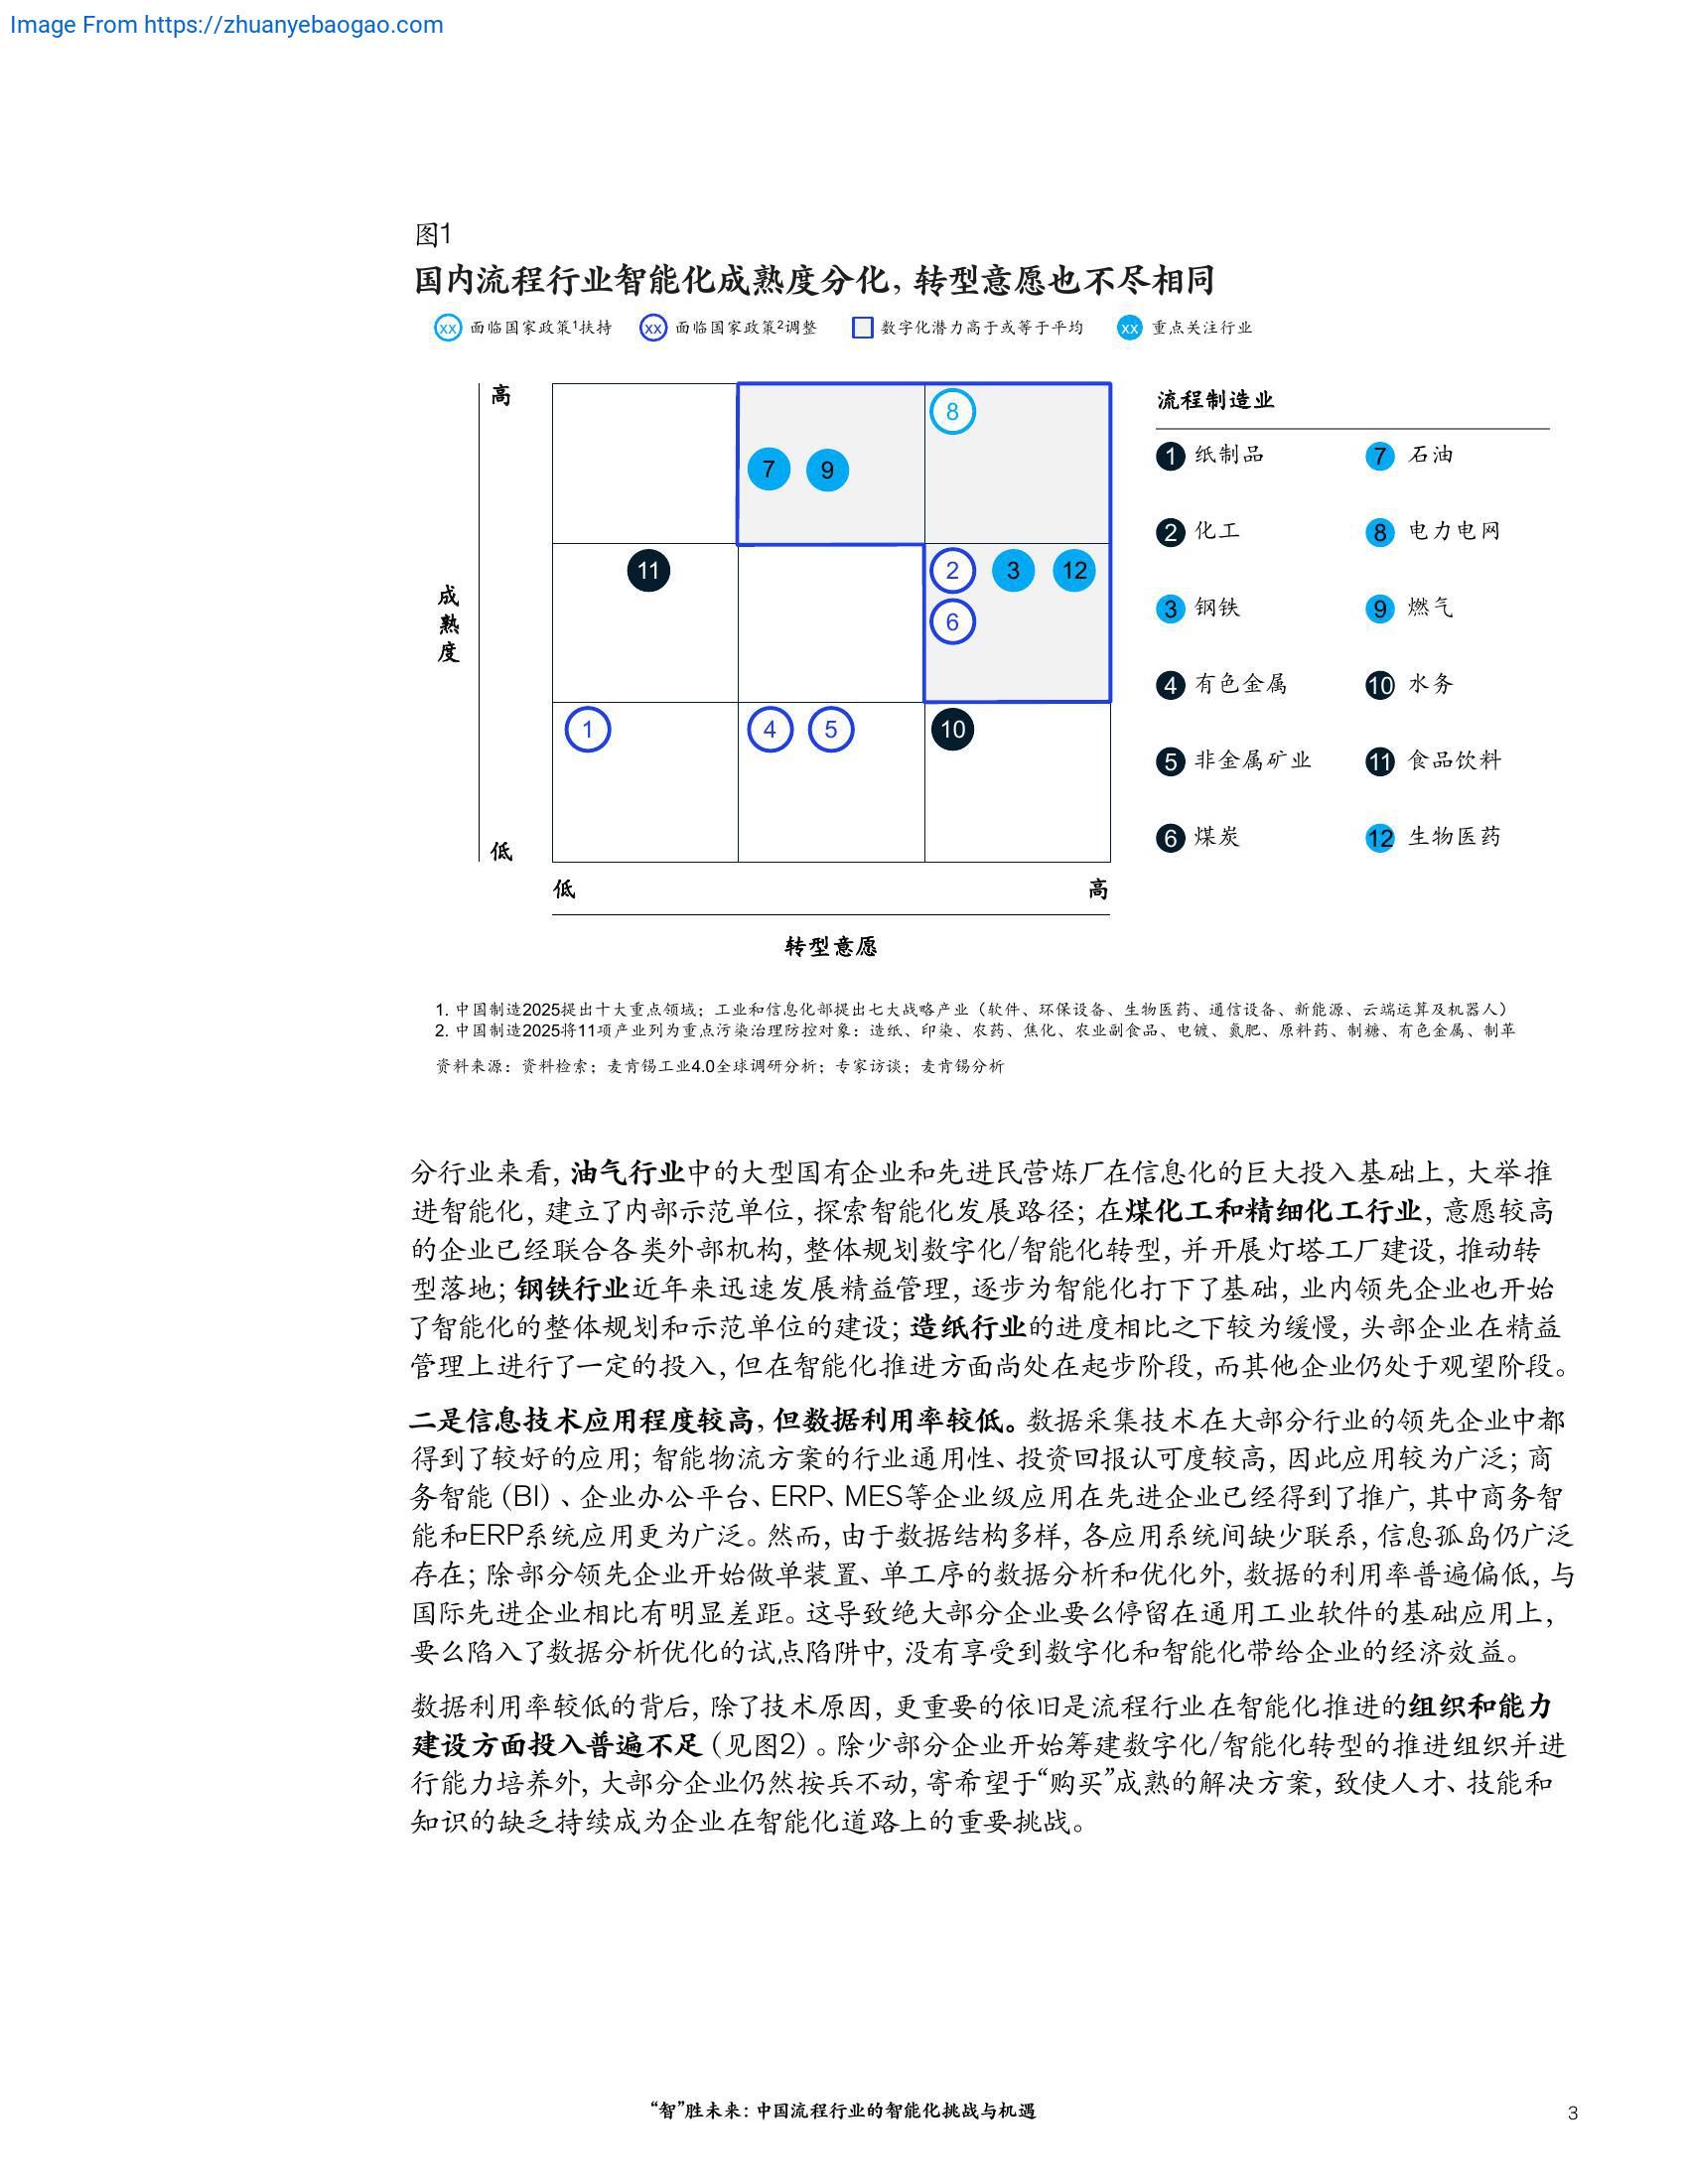 Image From https://zhuanyebaogao.com
图1
国内流程行业智能化成熟度分化，转型意愿也不尽相同
xx 面临国家政策1扶持 xx 面临国家政策2调整 数字化潜力高于或等于平均 xx 重点关注行业
高
成熟度
低
8
7 9
11 2 3 12
6
1 4 5 10
低 高
转型意愿
流程制造业
1 纸制品 7 石油
2 化工 8 电力电网
3 钢铁 9 燃气
4 有色金属 10 水务
5 非金属矿业 11 食品饮料
6 煤炭 12 生物医药
1. 中国制造2025提出十大重点领域；工业和信息化部提出七大战略产业（软件、环保设备、生物医药、通信设备、新能源、云端运算及机器人）
2. 中国制造2025将11项产业列为重点污染治理防控对象：造纸、印染、农药、焦化、农业副食品、电镀、氮肥、原料药、制糖、有色金属、制革
资料来源：资料检索；麦肯锡工业4.0全球调研分析；专家访谈；麦肯锡分析
分行业来看，油气行业中的大型国有企业和先进民营炼厂在信息化的巨大投入基础上，大举推
进智能化，建立了内部示范单位，探索智能化发展路径；在煤化工和精细化工行业，意愿较高
的企业已经联合各类外部机构，整体规划数字化/智能化转型，并开展灯塔工厂建设，推动转
型落地；钢铁行业近年来迅速发展精益管理，逐步为智能化打下了基础，业内领先企业也开始
了智能化的整体规划和示范单位的建设；造纸行业的进度相比之下较为缓慢，头部企业在精益
管理上进行了一定的投入，但在智能化推进方面尚处在起步阶段，而其他企业仍处于观望阶段。
二是信息技术应用程度较高，但数据利用率较低。数据采集技术在大部分行业的领先企业中都
得到了较好的应用；智能物流方案的行业通用性、投资回报认可度较高，因此应用较为广泛；商
务智能（BI）、企业办公平台、ERP、MES等企业级应用在先进企业已经得到了推广，其中商务智
能和ERP系统应用更为广泛。然而，由于数据结构多样，各应用系统间缺少联系，信息孤岛仍广泛
存在；除部分领先企业开始做单装置、单工序的数据分析和优化外，数据的利用率普遍偏低，与
国际先进企业相比有明显差距。这导致绝大部分企业要么停留在通用工业软件的基础应用上，
要么陷入了数据分析优化的试点陷阱中，没有享受到数字化和智能化带给企业的经济效益。
数据利用率较低的背后，除了技术原因，更重要的依旧是流程行业在智能化推进的组织和能力
建设方面投入普遍不足（见图2）。除少部分企业开始筹建数字化/智能化转型的推进组织并进
行能力培养外，大部分企业仍然按兵不动，寄希望于“购买”成熟的解决方案，致使人才、技能和
知识的缺乏持续成为企业在智能化道路上的重要挑战。
“智”胜未来：中国流程行业的智能化挑战与机遇 3